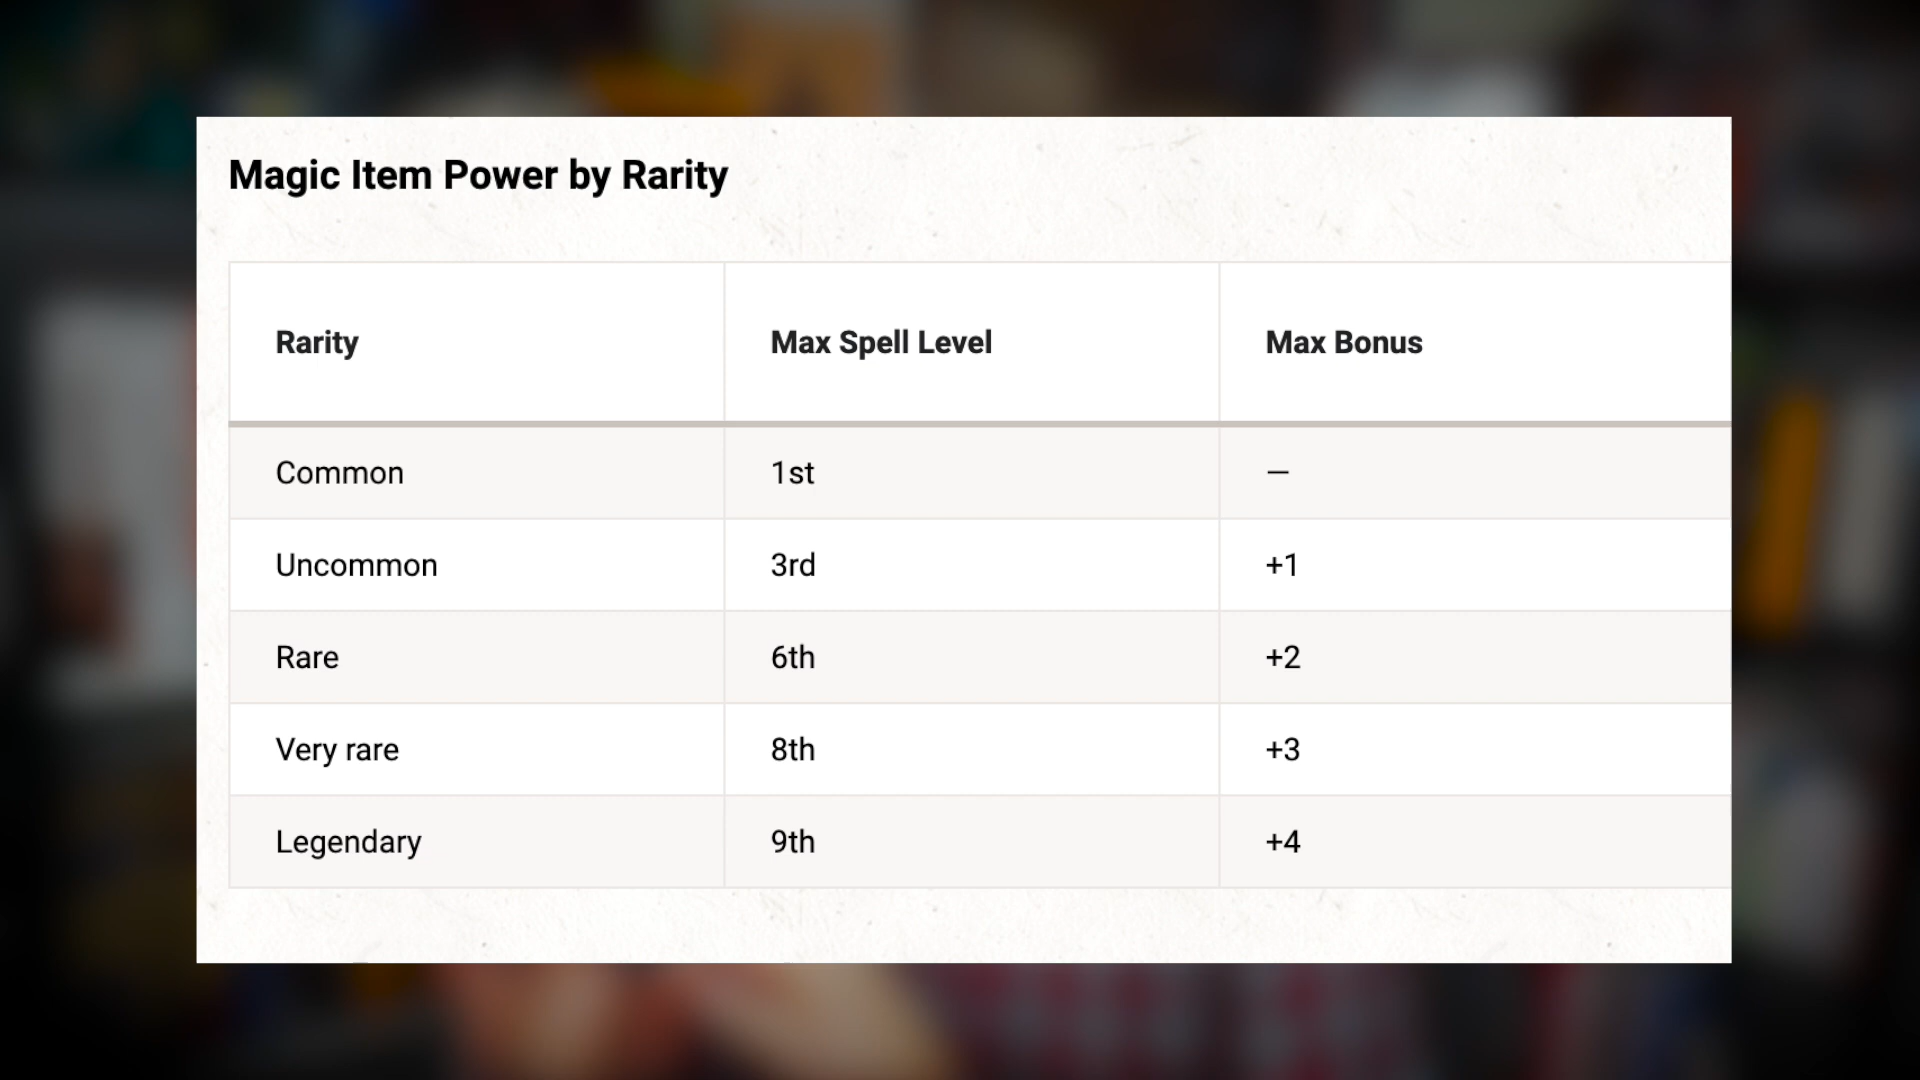 Magic Item Power by Rarity
Rarity Max Spell Level Max Bonus
Common 1st —
Uncommon 3rd +1
Rare 6th +2
Very rare 8th +3
Legendary 9th +4